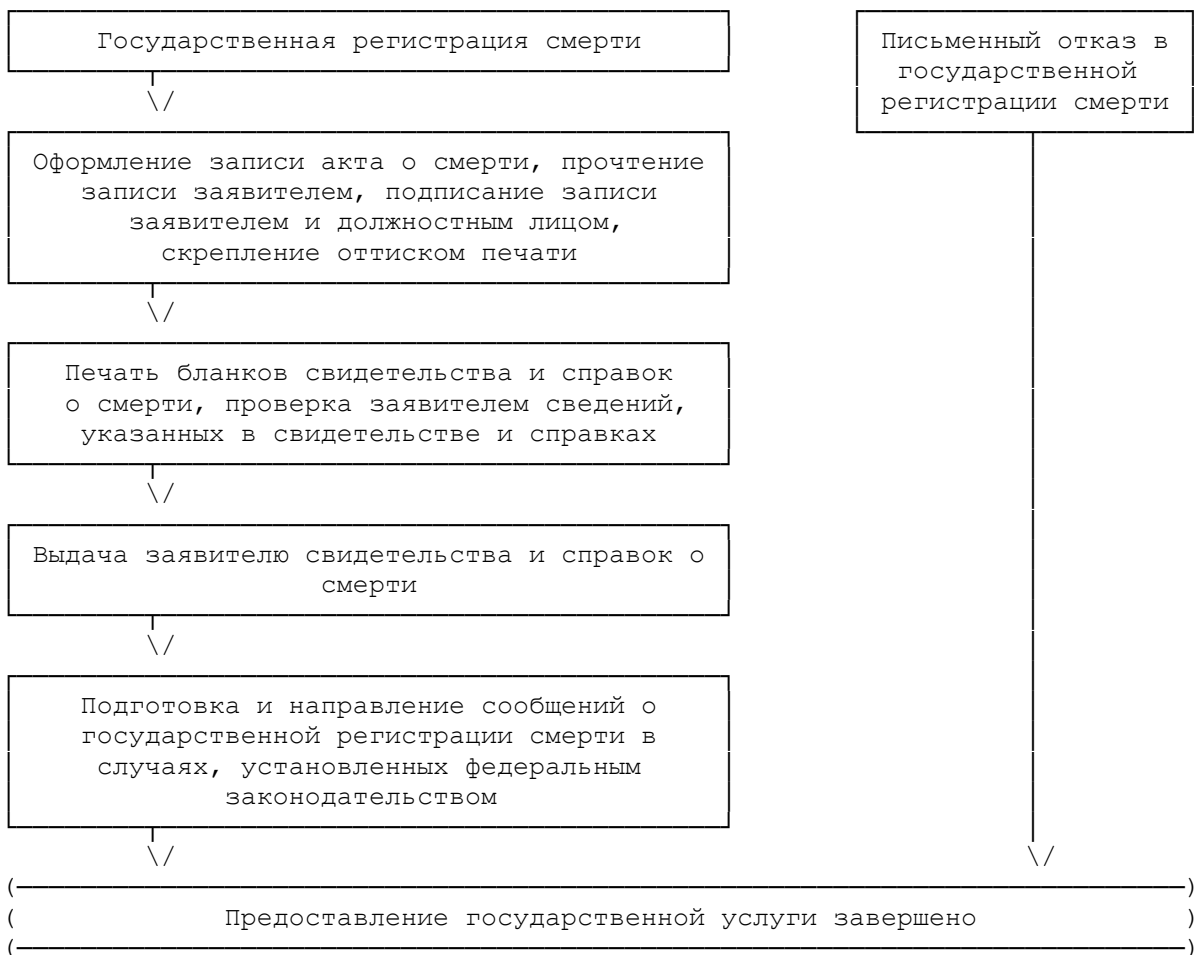 Государственная регистрация смерти
Письменный отказ в
государственной
регистрации смерти
Оформление записи акта о смерти, прочтение
записи заявителем, подписание записи
заявителем и должностным лицом,
скрепление оттиском печати
Печать бланков свидетельства и справок
о смерти, проверка заявителем сведений,
указанных в свидетельстве и справках
Выдача заявителю свидетельства и справок о
смерти
Подготовка и направление сообщений о
государственной регистрации смерти в
случаях, установленных федеральным
законодательством
Предоставление государственной услуги завершено